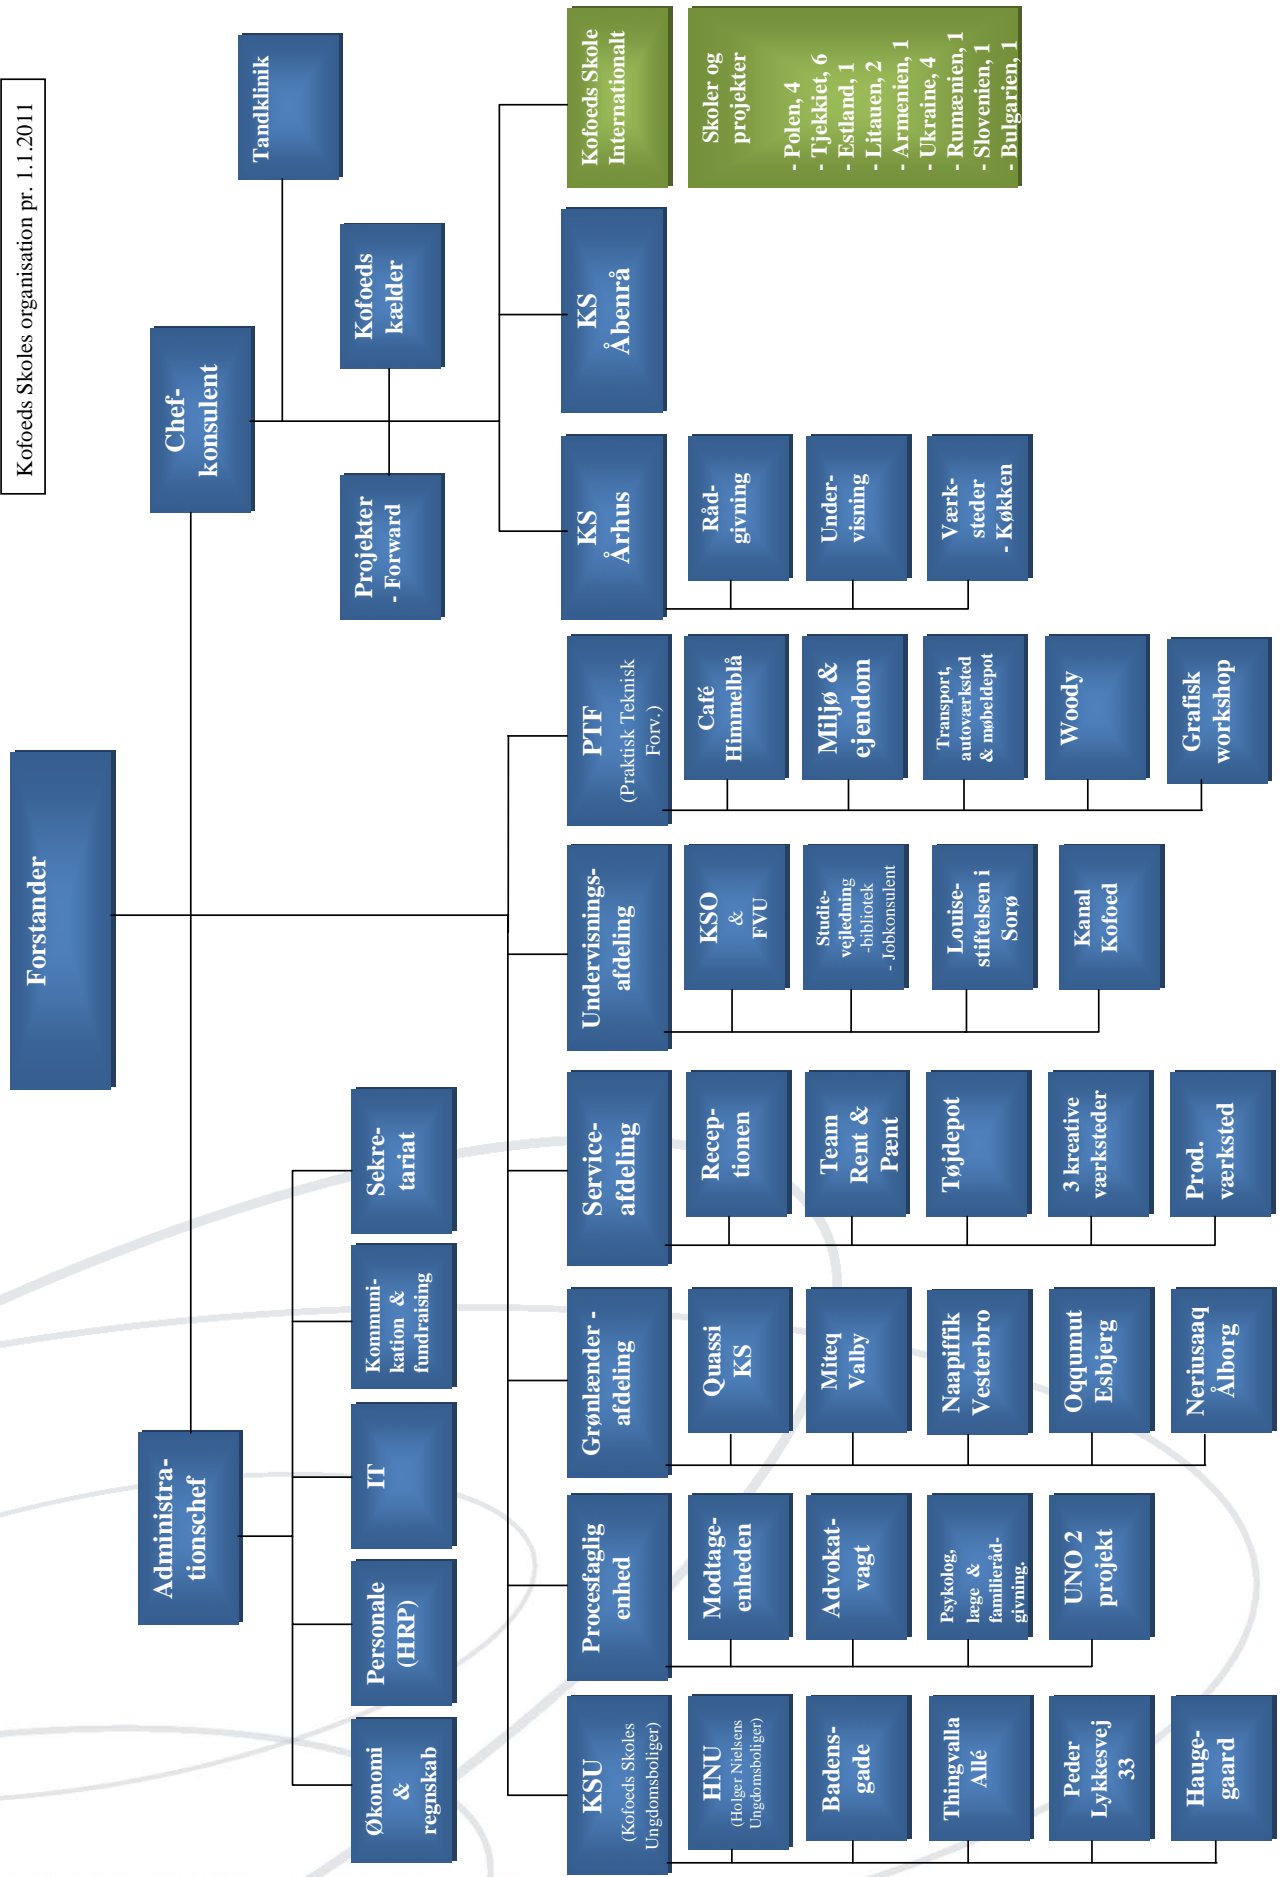 Kofoeds Skoles organisation pr. 1.1.2011
Forstander
Administra-
tionschef
Chef-
konsulent
Tandklinik
Økonomi
&
regnskab
Personale
(HRP)
IT
Kommuni-
kation &
fundraising
Sekre-
tariat
Projekter
- Forward
Kofoeds
kælder
KSU
(Kofoeds Skoles
Ungdomsboliger)
HNU
(Holger Nielsens
Ungdomsboliger)
Badens-
gade
Thingvalla
Allé
Peder
Lykkesvej
33
Hauge-
gaard
Procesfaglig
enhed
Modtage-
enheden
Advokat-
vagt
Psykolog,
læge &
familieråd-
givning.
UNO 2
projekt
Grønlænder -
afdeling
Quassi
KS
Miteq
Valby
Naapiffik
Vesterbro
Oqqumut
Esbjerg
Neriusaaq
Ålborg
Service-
afdeling
Recep-
tionen
Team
Rent &
Pænt
Tøjdepot
3 kreative
værksteder
Prod.
værksted
Undervisnings-
afdeling
KSO
&
FVU
Studie-
vejledning
-bibliotek
- Jobkonsulent
Louise-
stiftelsen i
Sorø
Kanal
Kofoed
PTF
(Praktisk Teknisk
Forv.)
Café
Himmelblå
Miljø &
ejendom
Transport,
autoværksted
& møbeldepot
Woody
Grafisk
workshop
KS
Århus
Råd-
givning
Under-
visning
Værk-
steder
- Køkken
KS
Åbenrå
Kofoeds Skole
Internationalt
Skoler og
projekter
- Polen, 4
- Tjekkiet, 6
- Estland, 1
- Litauen, 2
- Armenien, 1
- Ukraine, 4
- Rumænien, 1
- Slovenien, 1
- Bulgarien, 1